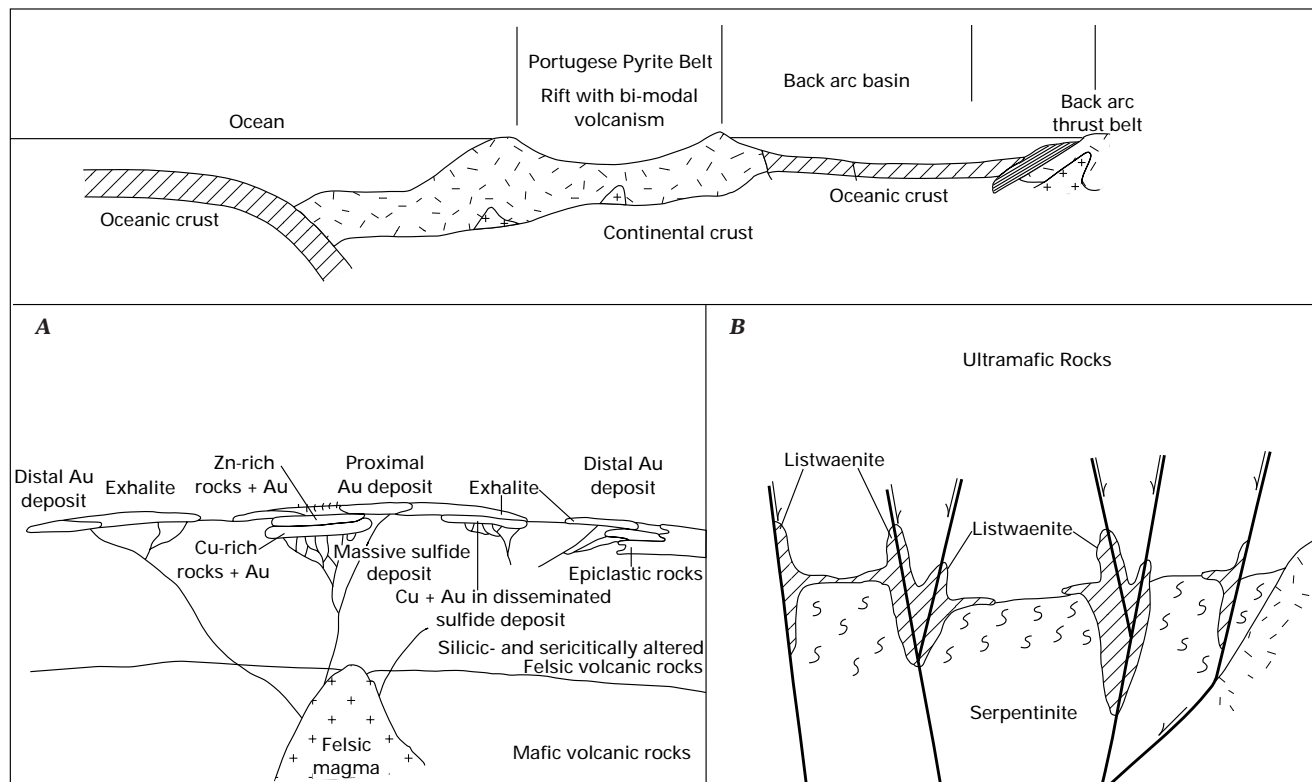 Portugese Pyrite Belt
Rift with bi-modal
volcanism
Back arc basin
Back arc
thrust belt
Ocean
Oceanic crust
Oceanic crust
Continental crust
A
Distal Au
deposit
Exhalite
Zn-rich
rocks + Au
Proximal
Au deposit
Exhalite
Distal Au
deposit
Cu-rich
rocks + Au
Massive sulfide
deposit
Epiclastic rocks
Cu + Au in disseminated
sulfide deposit
Silicic- and sericitically altered
Felsic volcanic rocks
Felsic
magma
Mafic volcanic rocks
B
Ultramafic Rocks
Listwaenite
Listwaenite
Serpentinite